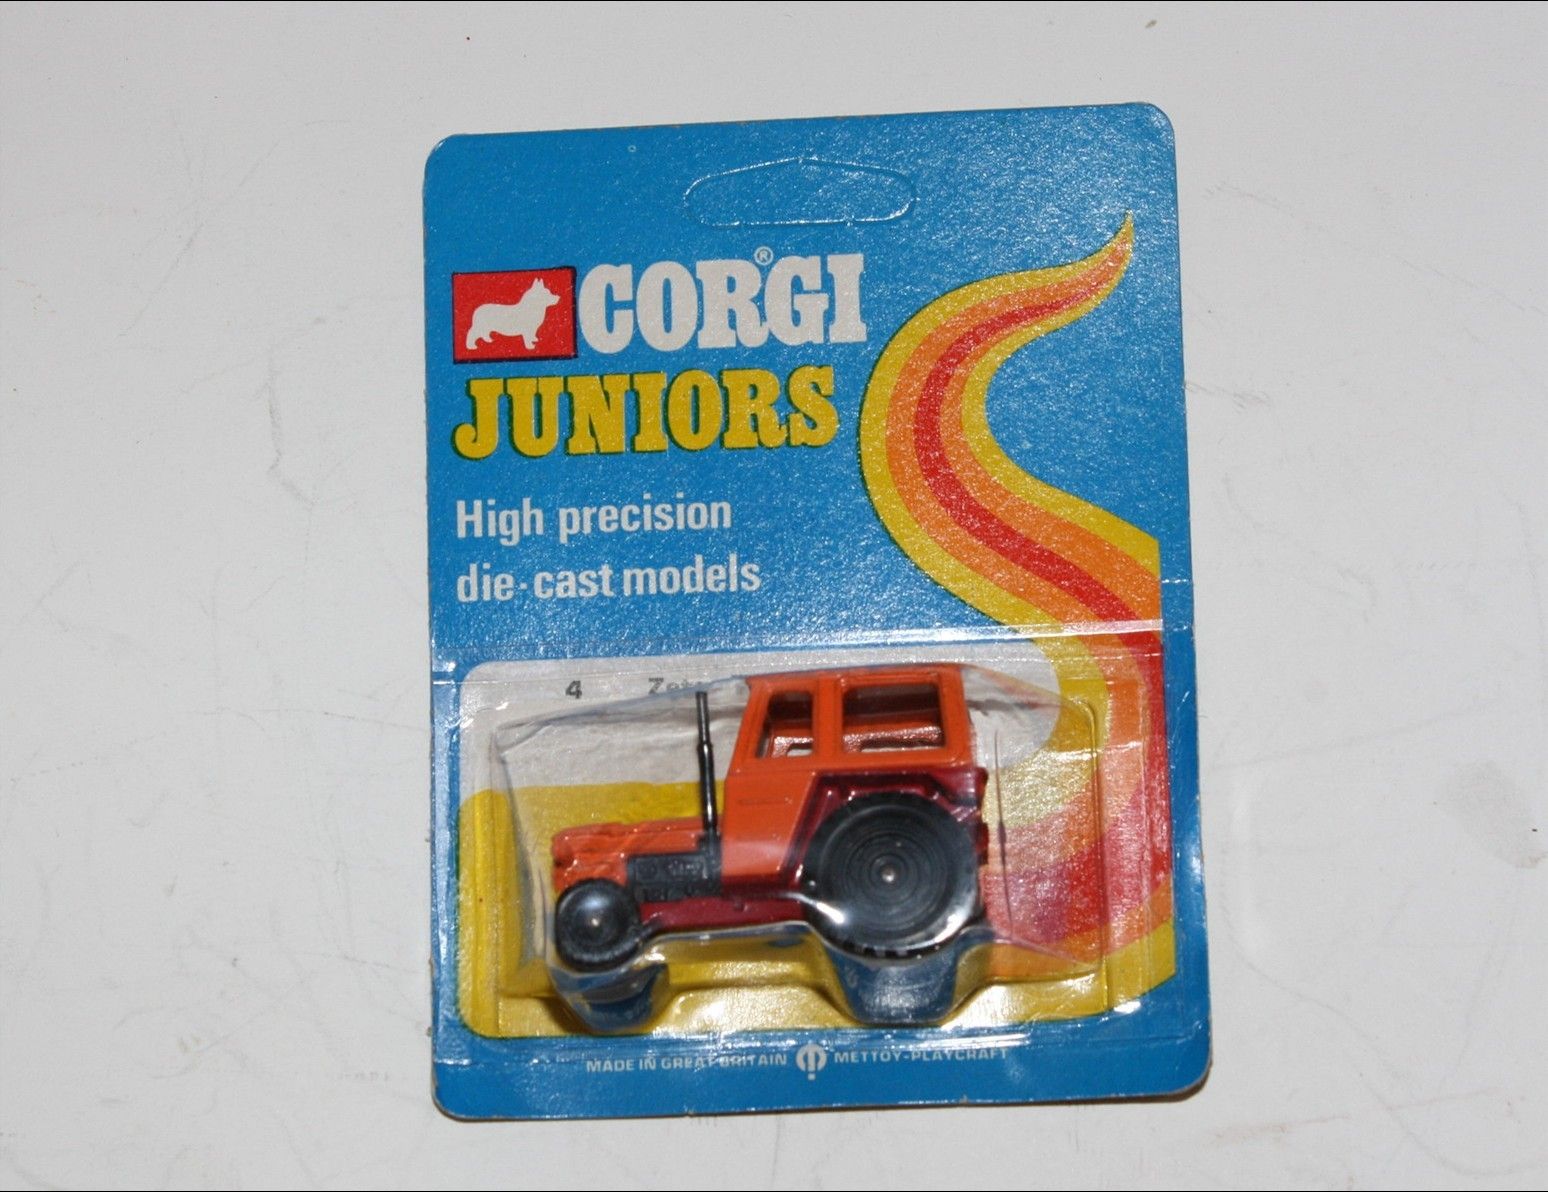 CORGI ®
JUNIORS
High precision
die-cast models
4
MADE IN GREAT BRITAIN METTOY-PLAYCRAFT